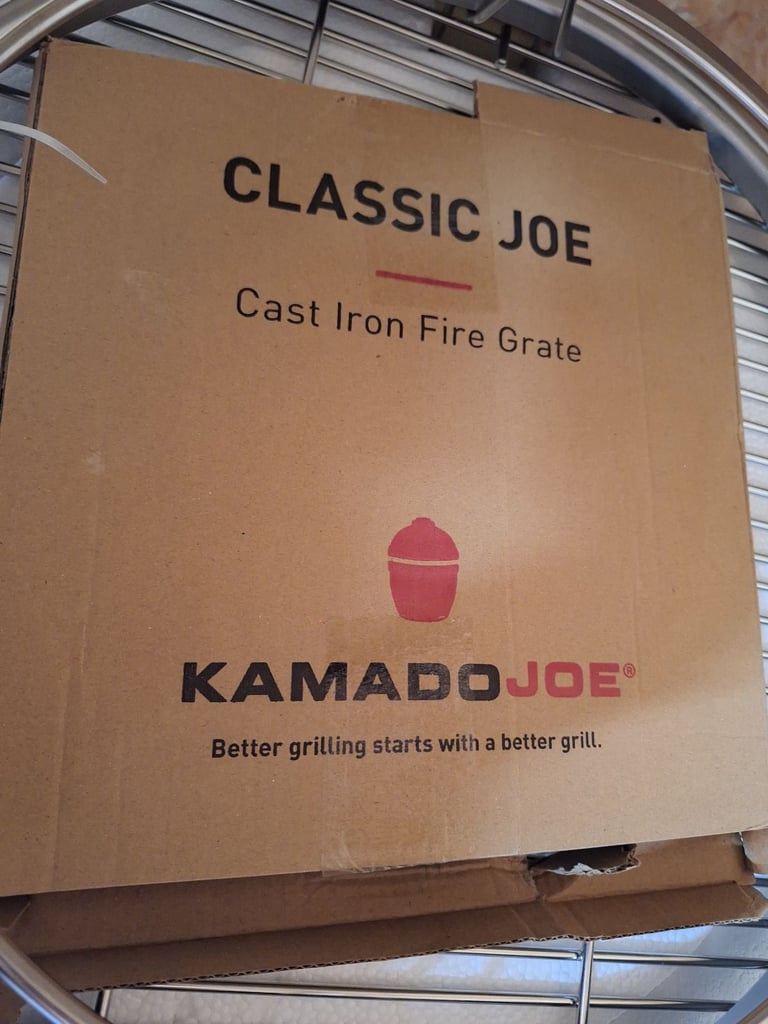 CLASSIC JOE
Cast Iron Fire Grate
KAMADOJOE®
Better grilling starts with a better grill.